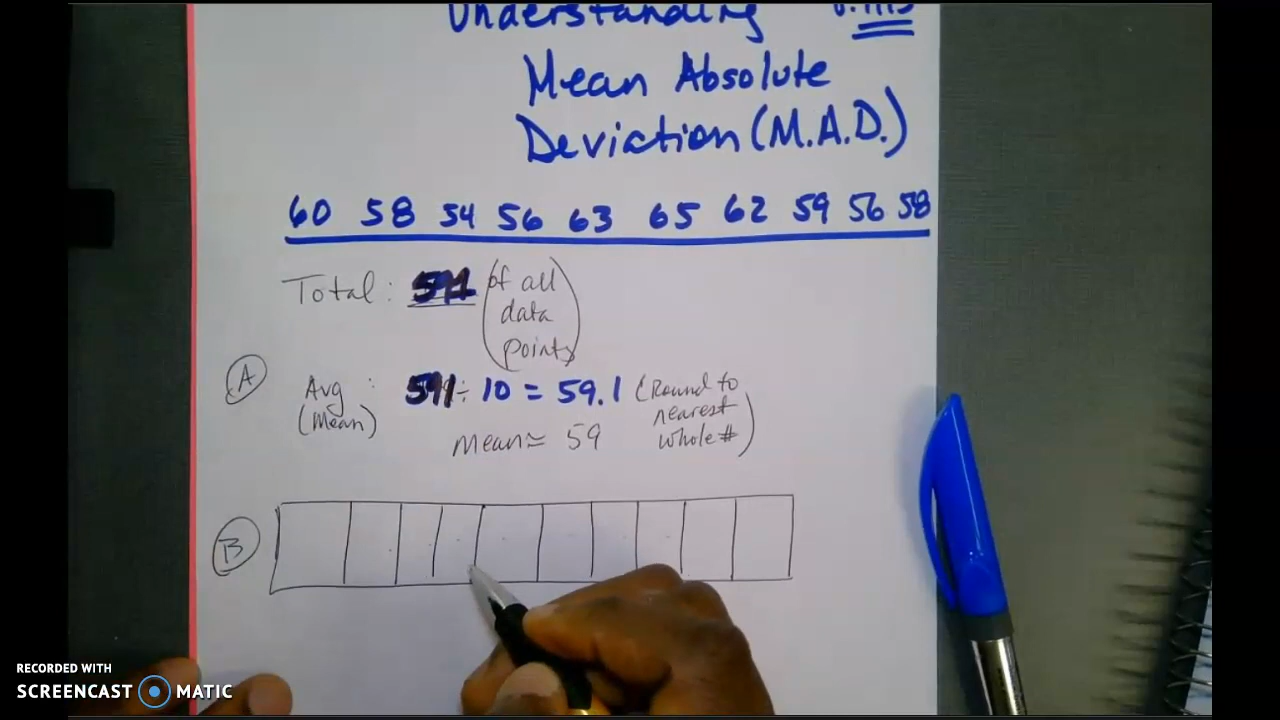 Understanding
Mean Absolute
Deviation (M.A.D.)
60 58 54 56 63 65 62 59 56 58
Total: 591 (of all
data
points)
A
Avg : 591 ÷ 10 = 59.1 (Round to
(Mean) nearest
Mean ≈ 59 whole #)
B
RECORDED WITH
SCREENCAST MATIC